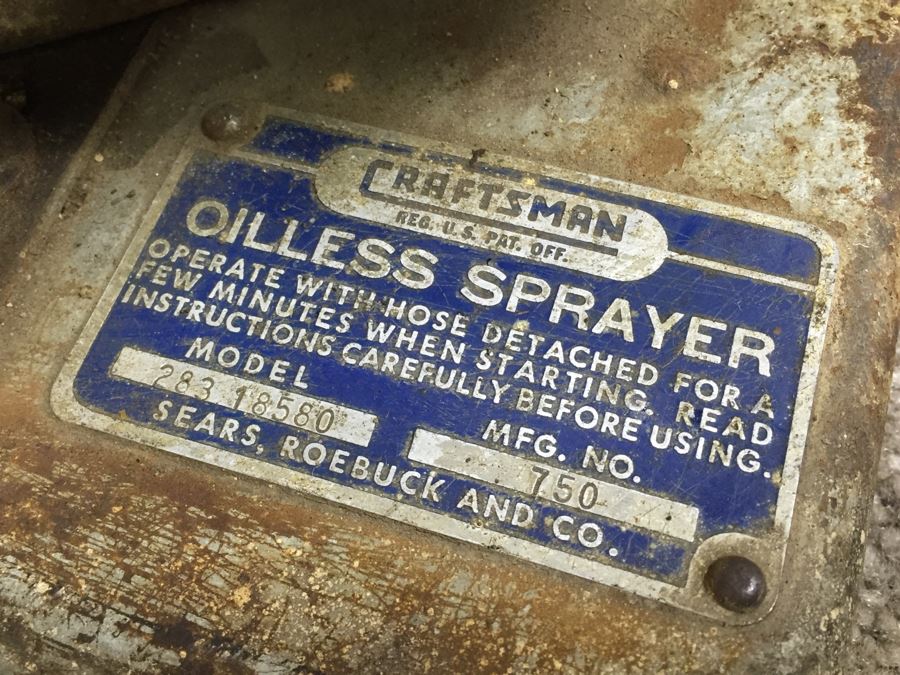 CRAFTSMAN
REG. U.S. PAT. OFF.
OILLESS SPRAYER
OPERATE WITH HOSE DETACHED FOR A
FEW MINUTES WHEN STARTING. READ
INSTRUCTIONS CAREFULLY BEFORE USING.
MODEL
283 18580
MFG. NO.
750
SEARS, ROEBUCK AND CO.